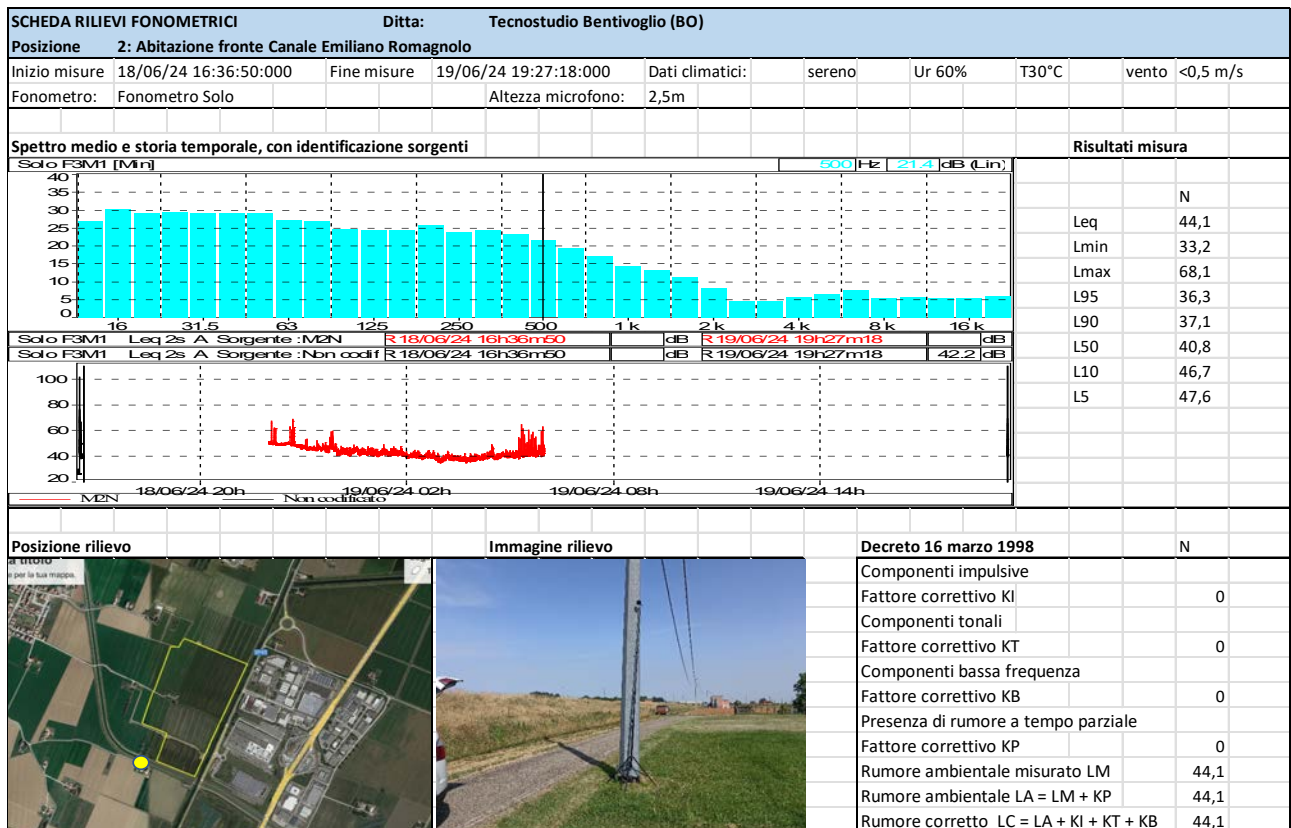 SCHEDA RILIEVI FONOMETRICI Ditta: Tecnostudio Bentivoglio (BO)
Posizione 2: Abitazione fronte Canale Emiliano Romagnolo
Inizio misure 18/06/24 16:36:50:000 Fine misure 19/06/24 19:27:18:000 Dati climatici: sereno Ur 60% T30°C vento <0,5 m/s
Fonometro: Fonometro Solo Altezza microfono: 2,5m
Spettro medio e storia temporale, con identificazione sorgenti Risultati misura
Solo F3M1 [Min] 500 Hz 21.4 dB (Lin)
40
35
30
25
20
15
10
5
0
16 31.5 63 125 250 500 1 k 2 k 4 k 8 k 16 k
Solo F3M1 Leq 2s A Sorgente :M2N R 18/06/24 16h36m50 dB R 19/06/24 19h27m18 dB
Solo F3M1 Leq 2s A Sorgente :Non codif R 18/06/24 16h36m50 dB R 19/06/24 19h27m18 42.2 dB
100
80
60
40
20
18/06/24 20h 19/06/24 02h 19/06/24 08h 19/06/24 14h
M2N Non codificato
N
Leq 44,1
Lmin 33,2
Lmax 68,1
L95 36,3
L90 37,1
L50 40,8
L10 46,7
L5 47,6
Posizione rilievo Immagine rilievo Decreto 16 marzo 1998 N
e per la tua mappa.
Componenti impulsive
Fattore correttivo KI 0
Componenti tonali
Fattore correttivo KT 0
Componenti bassa frequenza
Fattore correttivo KB 0
Presenza di rumore a tempo parziale
Fattore correttivo KP 0
Rumore ambientale misurato LM 44,1
Rumore ambientale LA = LM + KP 44,1
Rumore corretto LC = LA + KI + KT + KB 44,1